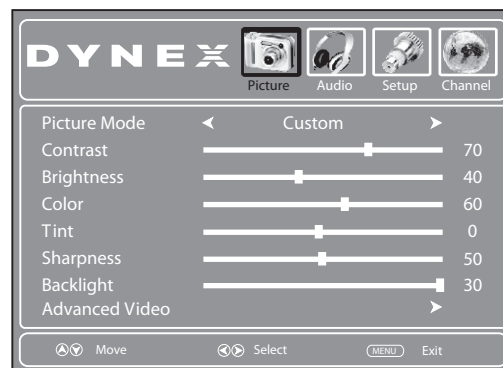 DYNEX
Picture Audio Setup Channel
Picture Mode Custom
Contrast 70
Brightness 40
Color 60
Tint 0
Sharpness 50
Backlight 30
Advanced Video
Move Select MENU Exit